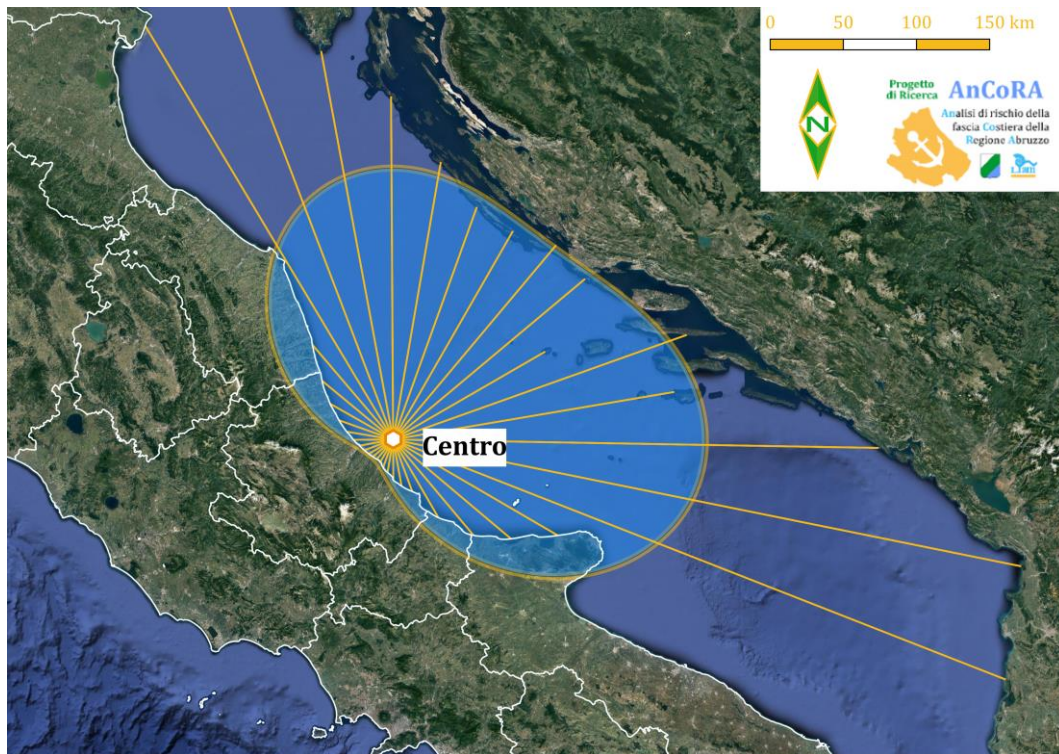 0 50 100 150 km
N
Progetto
di Ricerca
AnCoRA
Analisi di rischio della
fascia Costiera della
Regione Abruzzo
Centro